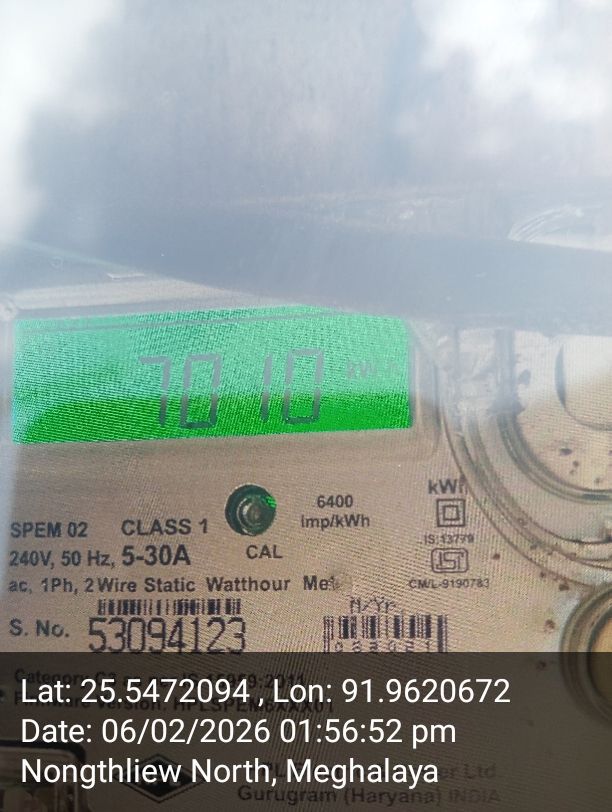 7010 kWh
6400
imp/kWh
kWh
SPEM 02 CLASS 1
240V, 50 Hz, 5-30A
CAL
IS:13779
ac, 1Ph, 2 Wire Static Watthour
CM/L-9190783
M/Yr.
S. No. 53094123
Lat: 25.5472094 , Lon: 91.9620672
Date: 06/02/2026 01:56:52 pm
Nongthliew North, Meghalaya
Gurugram (Haryana) INDIA